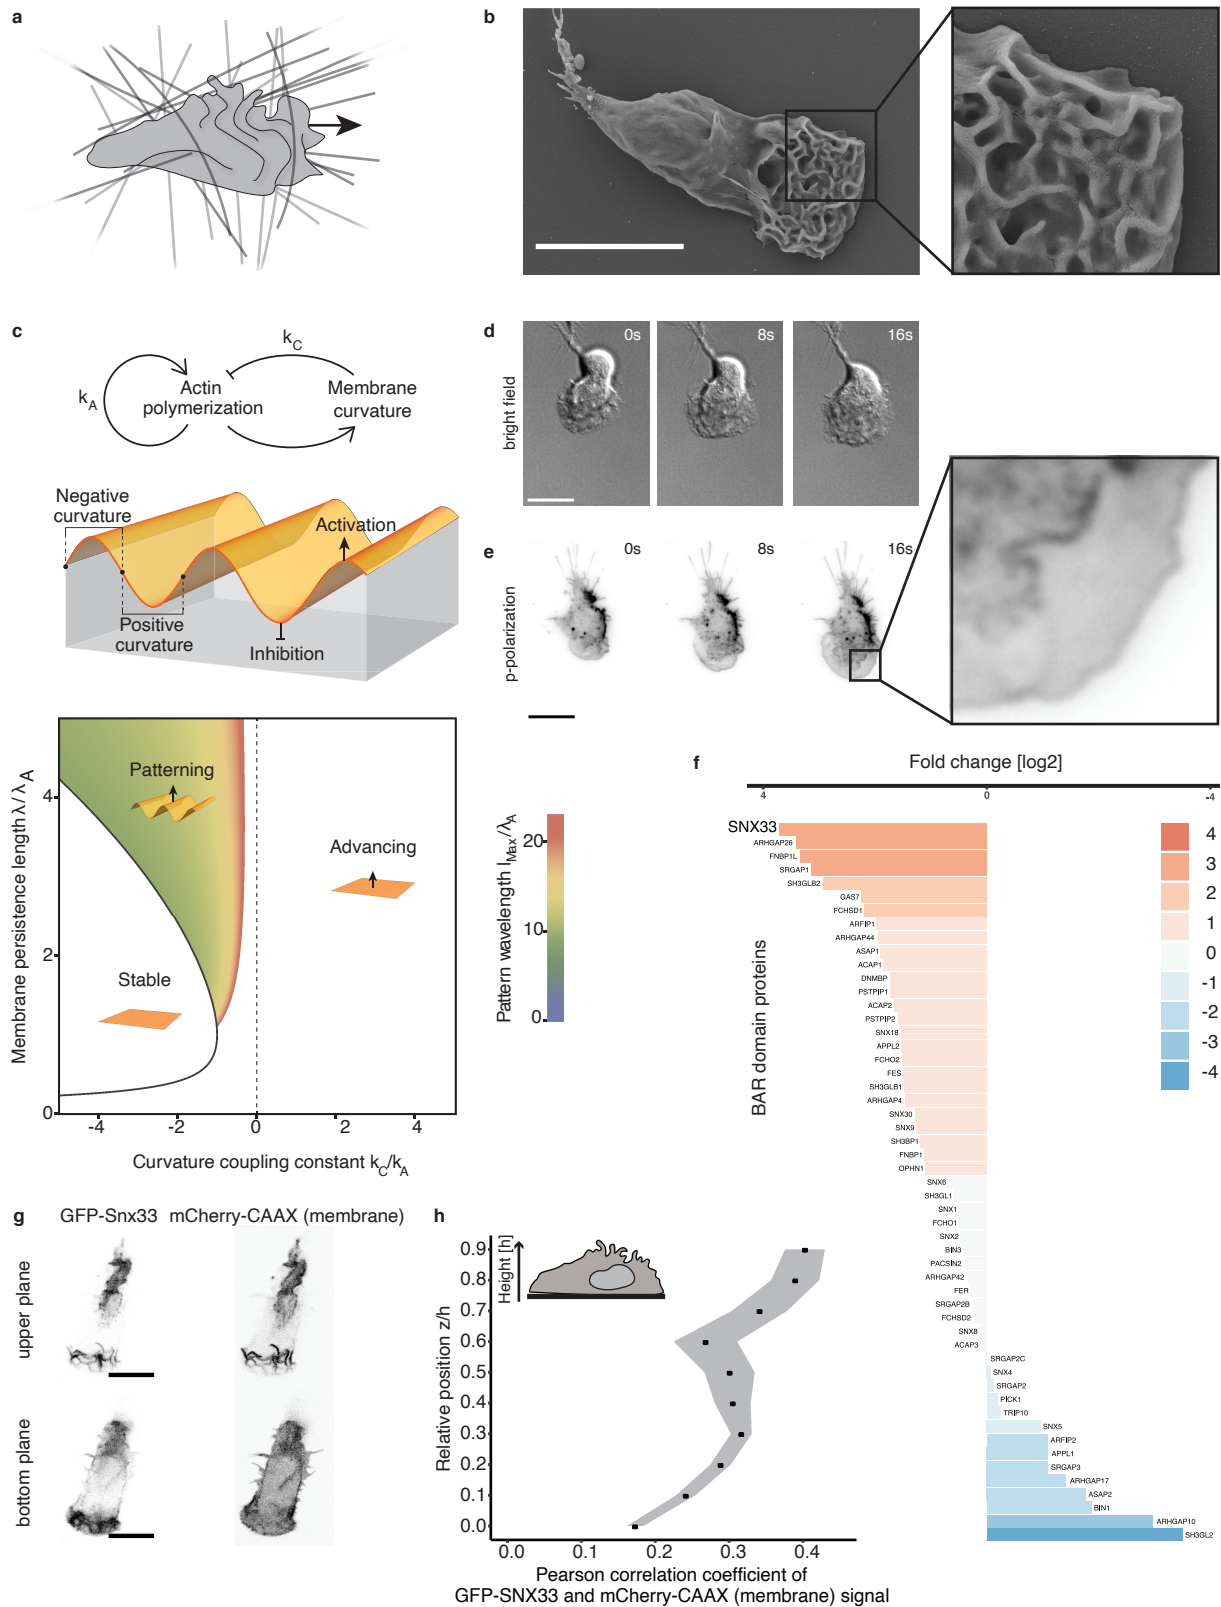 a
b
c
k_C
k_A
Actin
polymerization
Membrane
curvature
Negative
curvature
Activation
Positive
curvature
Inhibition
d
0s
8s
16s
bright field
e
0s
8s
16s
p-polarization
Membrane persistence length λ/λ_A
4
2
0
Patterning
Advancing
Stable
-4
-2
0
2
4
Curvature coupling constant k_C/k_A
Pattern wavelength l_Max/λ_A
20
10
0
f
Fold change [log2]
4
0
-4
BAR domain proteins
SNX33
ARHGAP26
FNBP1L
SRGAP1
SH3GLB2
GAS7
FCHSD1
ARFIP1
ARHGAP44
ASAP1
ACAP1
DNMBP
PSTPIP1
ACAP2
PSTPIP2
SNX18
APPL2
FCHO2
FES
SH3GLB1
ARHGAP4
SNX30
SNX9
SH3BP1
FNBP1
OPHN1
SNX6
SH3GL1
SNX1
FCHO1
SNX2
BIN3
PACSIN2
ARHGAP42
FER
SRGAP2B
FCHSD2
SNX8
ACAP3
SRGAP2C
SNX4
SRGAP2
PICK1
TRIP10
SNX5
ARFIP2
APPL1
SRGAP3
ARHGAP17
ASAP2
BIN1
ARHGAP10
SH3GL2
4
3
2
1
0
-1
-2
-3
-4
g
GFP-Snx33 mCherry-CAAX (membrane)
upper plane
bottom plane
h
Height [h]
Relative position z/h
0.9
0.8
0.7
0.6
0.5
0.4
0.3
0.2
0.1
0.0
0.0
0.1
0.2
0.3
0.4
Pearson correlation coefficient of
GFP-SNX33 and mCherry-CAAX (membrane) signal